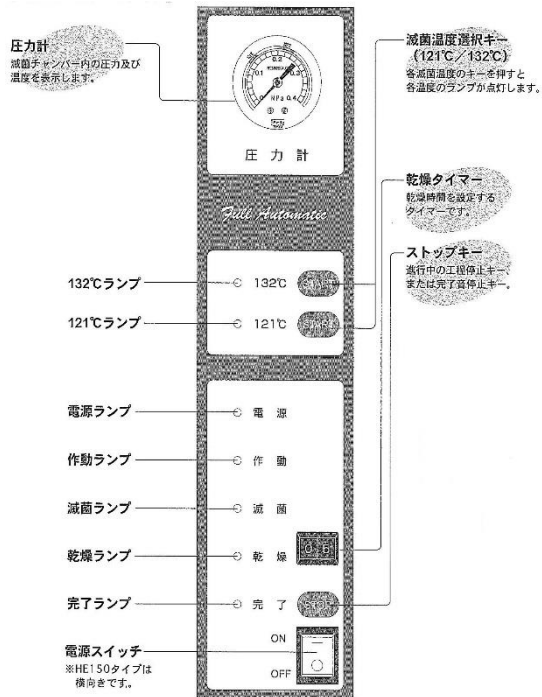 圧力計
滅菌チャンバー内の圧力及び
温度を表示します。
滅菌温度選択キー
（121℃／132℃）
各滅菌温度のキーを押すと
各温度のランプが点灯します。
0
0.1
0.2
0.3
0.4
MPa
圧力計
乾燥タイマー
乾燥時間を設定する
タイマーです。
Full Automatic
ストップキー
進行中の工程停止キー、
または完了音停止キー。
132℃ランプ
132℃
START
121℃ランプ
121℃
START
電源ランプ
電源
作動ランプ
作動
滅菌ランプ
滅菌
乾燥ランプ
乾燥
完了ランプ
完了
STOP
電源スイッチ
※HE150タイプは
横向きです。
ON
OFF